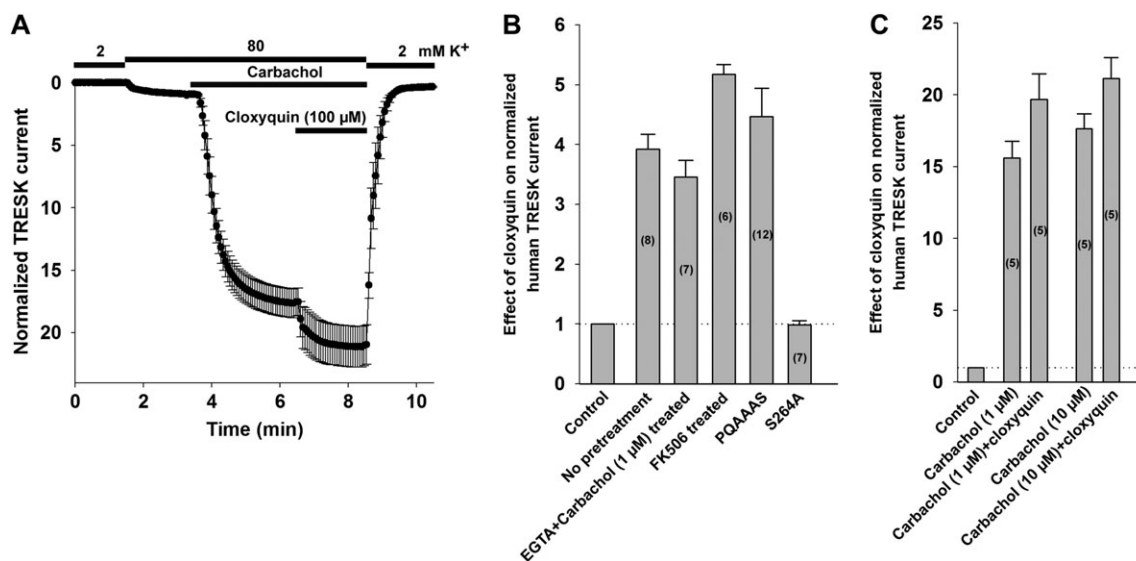 A
2
80
2
mM K+
Carbachol
Cloxyquin (100 µM)
Normalized TRESK current
0
5
10
15
20
0
2
4
6
8
10
Time (min)
B
Effect of cloxyquin on normalized
human TRESK current
6
5
4
3
2
1
0
(8)
(7)
(6)
(12)
(7)
Control
No pretreatment
EGTA+Carbachol (1 µM) treated
FK506 treated
PQAAAS
S264A
C
Effect of cloxyquin on normalized
human TRESK current
25
20
15
10
5
0
(5)
(5)
(5)
(5)
Control
Carbachol (1 µM)
Carbachol (1 µM)+cloxyquin
Carbachol (10 µM)
Carbachol (10 µM)+cloxyquin